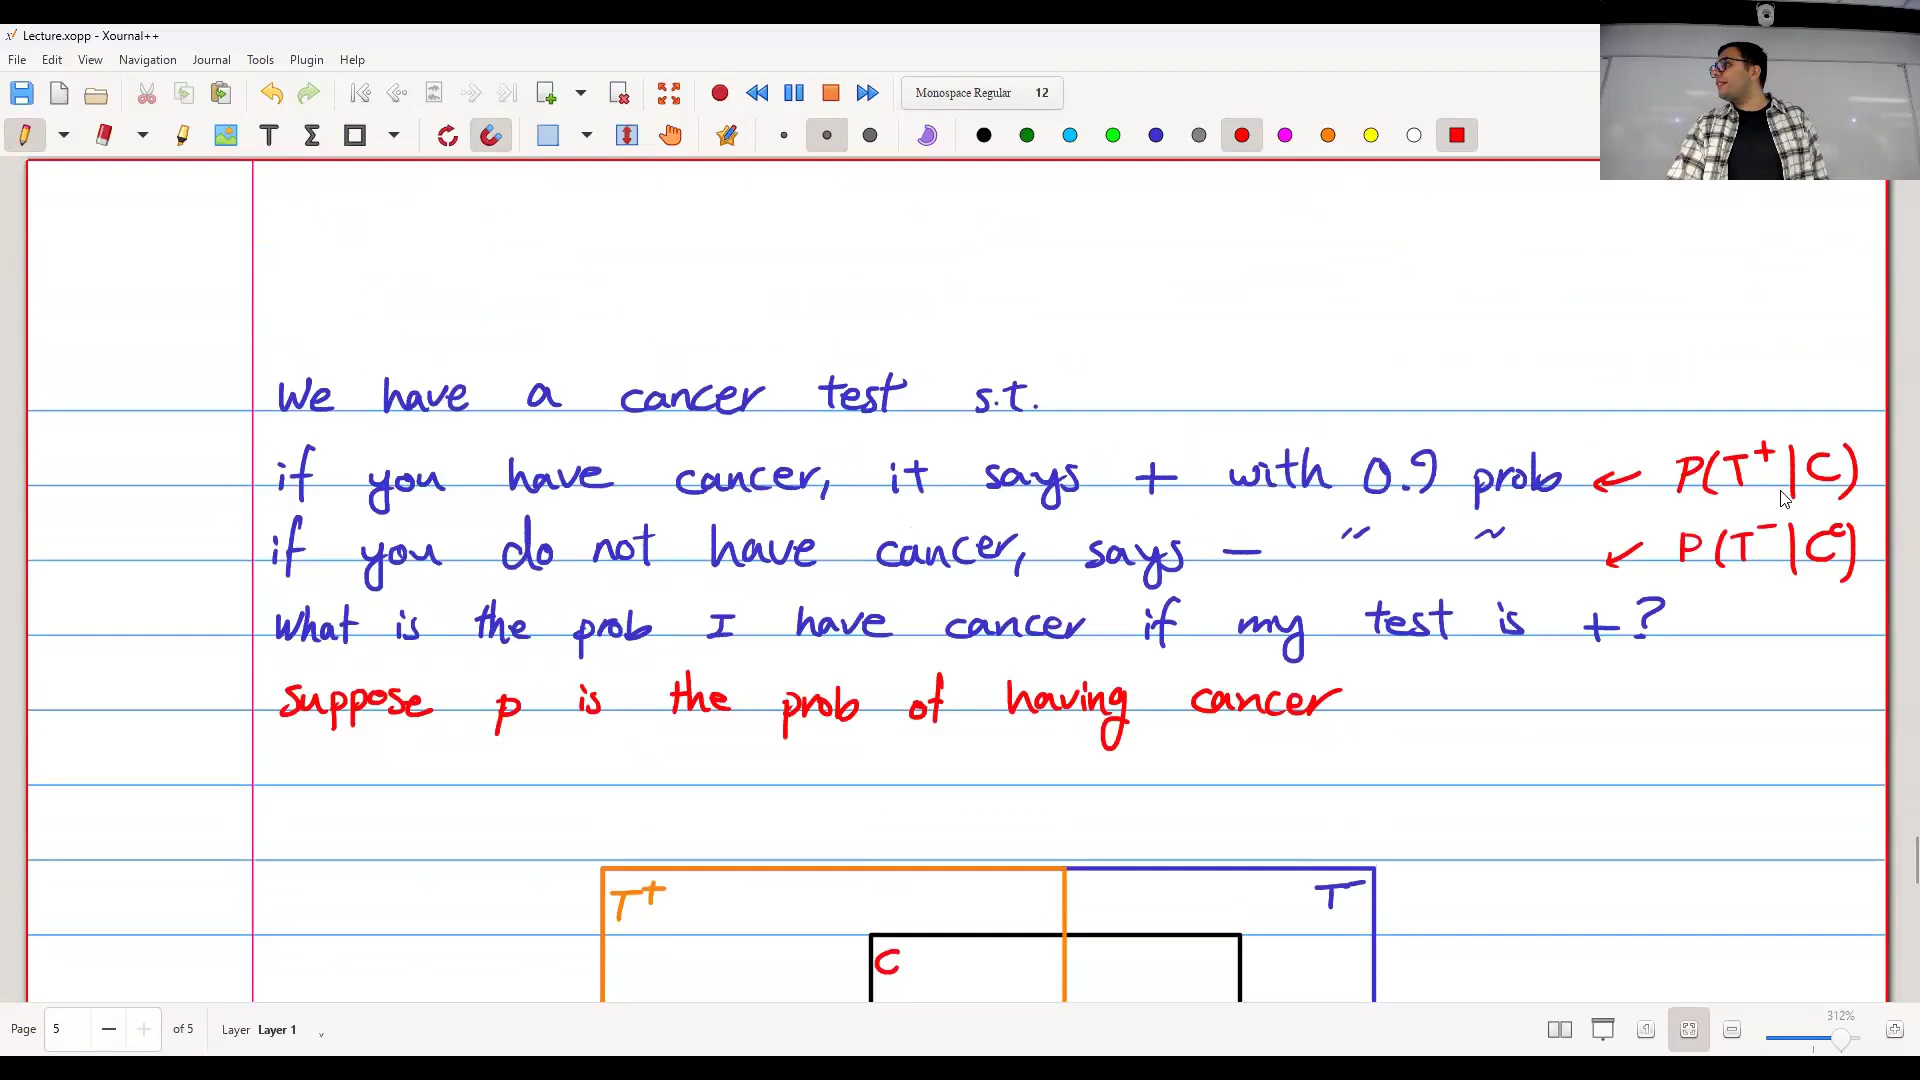 Lecture.xopp - Xournal++
File Edit View Navigation Journal Tools Plugin Help
Monospace Regular 12
We have a cancer test s.t.
if you have cancer, it says + with 0.9 prob ← P(T⁺|C)
if you do not have cancer, says — " ~ ↙ P(T⁻|Cᶜ)
What is the prob I have cancer if my test is +?
suppose p is the prob of having cancer
T⁺ T⁻
C
Page 5 of 5 Layer Layer 1 312%